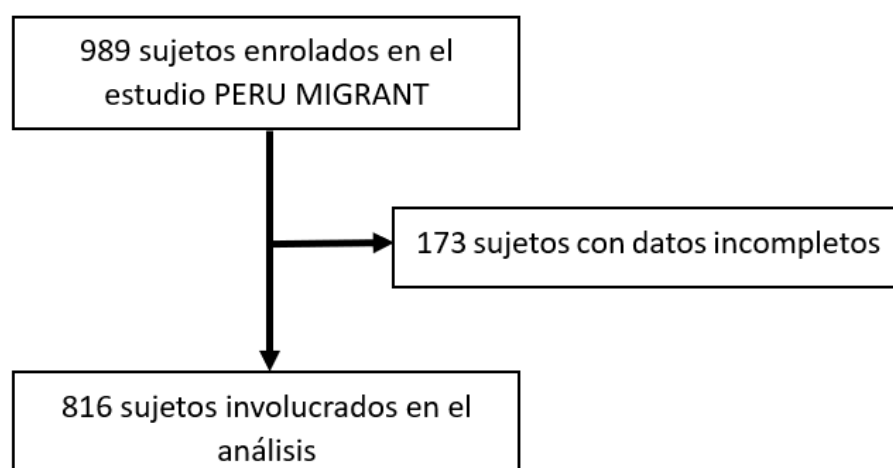 989 sujetos enrolados en el
estudio PERU MIGRANT
173 sujetos con datos incompletos
816 sujetos involucrados en el
análisis